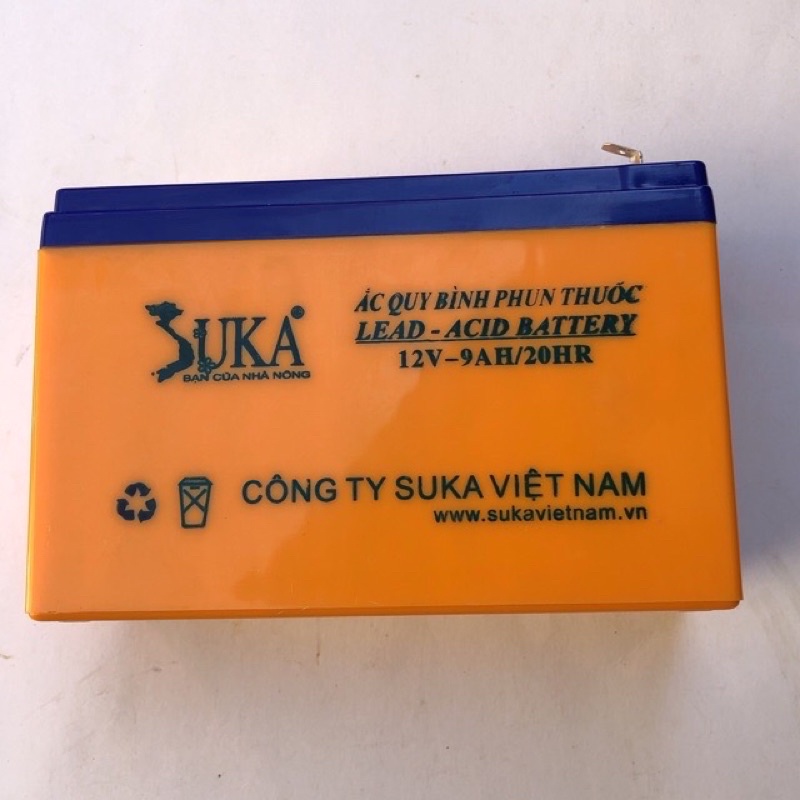 SUKA®
BẠN CỦA NHÀ NÔNG
ẮC QUY BÌNH PHUN THUỐC
LEAD - ACID BATTERY
12V-9AH/20HR
CÔNG TY SUKA VIỆT NAM
www.sukavietnam.vn